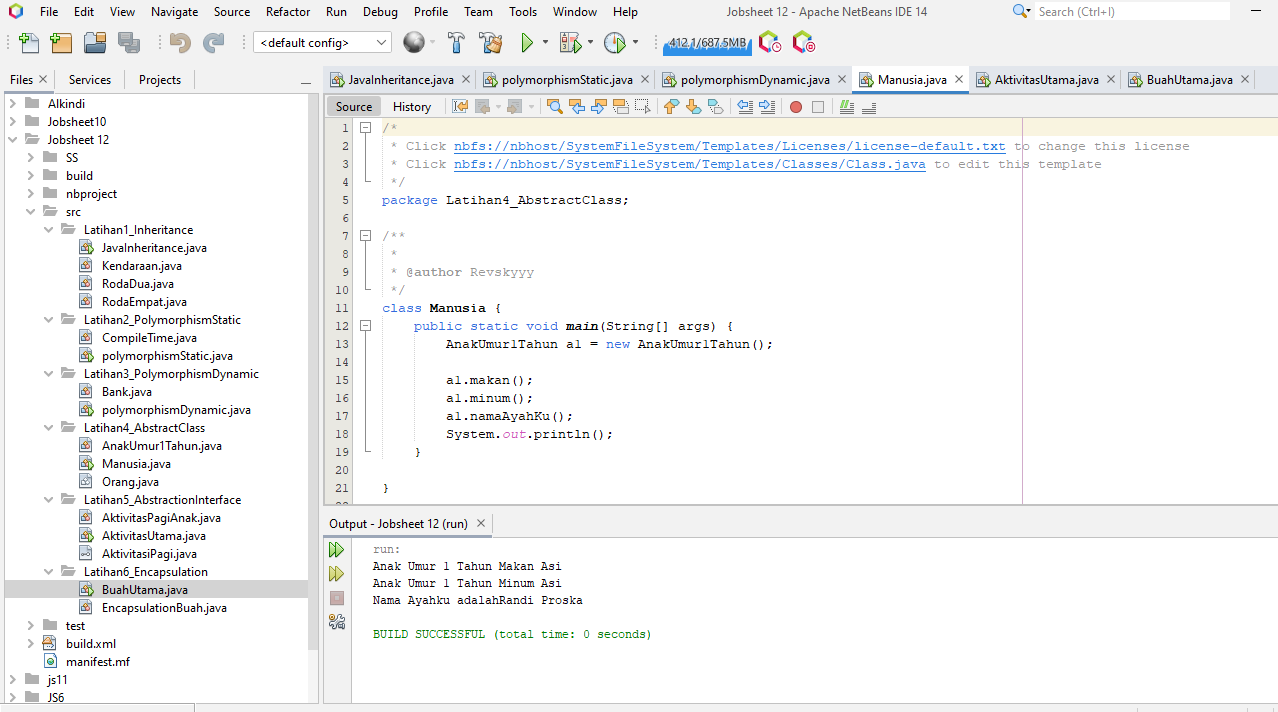 File Edit View Navigate Source Refactor Run Debug Profile Team Tools Window Help Jobsheet 12 - Apache NetBeans IDE 14 Search (Ctrl+I)
<default config> 412.1/687.5MB
Files Services Projects
JavaInheritance.java polymorphismStatic.java polymorphismDynamic.java Manusia.java AktivitasUtama.java BuahUtama.java
Source History
Alkindi
Jobsheet10
Jobsheet 12
SS
build
nbproject
src
Latihan1_Inheritance
JavaInheritance.java
Kendaraan.java
RodaDua.java
RodaEmpat.java
Latihan2_PolymorphismStatic
CompileTime.java
polymorphismStatic.java
Latihan3_PolymorphismDynamic
Bank.java
polymorphismDynamic.java
Latihan4_AbstractClass
AnakUmur1Tahun.java
Manusia.java
Orang.java
Latihan5_AbstractionInterface
AktivitasPagiAnak.java
AktivitasUtama.java
AktivitasiPagi.java
Latihan6_Encapsulation
BuahUtama.java
EncapsulationBuah.java
test
build.xml
manifest.mf
js11
JS6
1 /*
2 * Click nbfs://nbhost/SystemFileSystem/Templates/Licenses/license-default.txt to change this license
3 * Click nbfs://nbhost/SystemFileSystem/Templates/Classes/Class.java to edit this template
4 */
5 package Latihan4_AbstractClass;
6
7 /**
8 *
9 * @author Revskyyy
10 */
11 class Manusia {
12 public static void main(String[] args) {
13 AnakUmur1Tahun a1 = new AnakUmur1Tahun();
14
15 a1.makan();
16 a1.minum();
17 a1.namaAyahKu();
18 System.out.println();
19 }
20
21 }
Output - Jobsheet 12 (run)
run:
Anak Umur 1 Tahun Makan Asi
Anak Umur 1 Tahun Minum Asi
Nama Ayahku adalahRandi Proska
BUILD SUCCESSFUL (total time: 0 seconds)